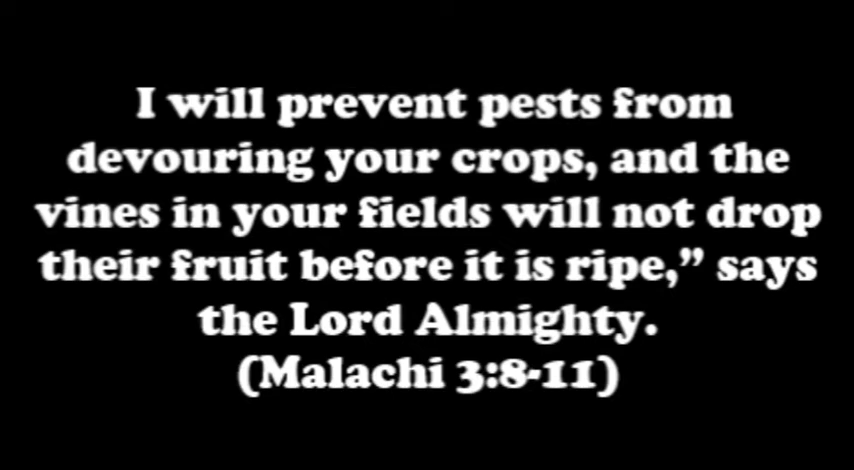 I will prevent pests from
devouring your crops, and the
vines in your fields will not drop
their fruit before it is ripe,” says
the Lord Almighty.
(Malachi 3:8-11)